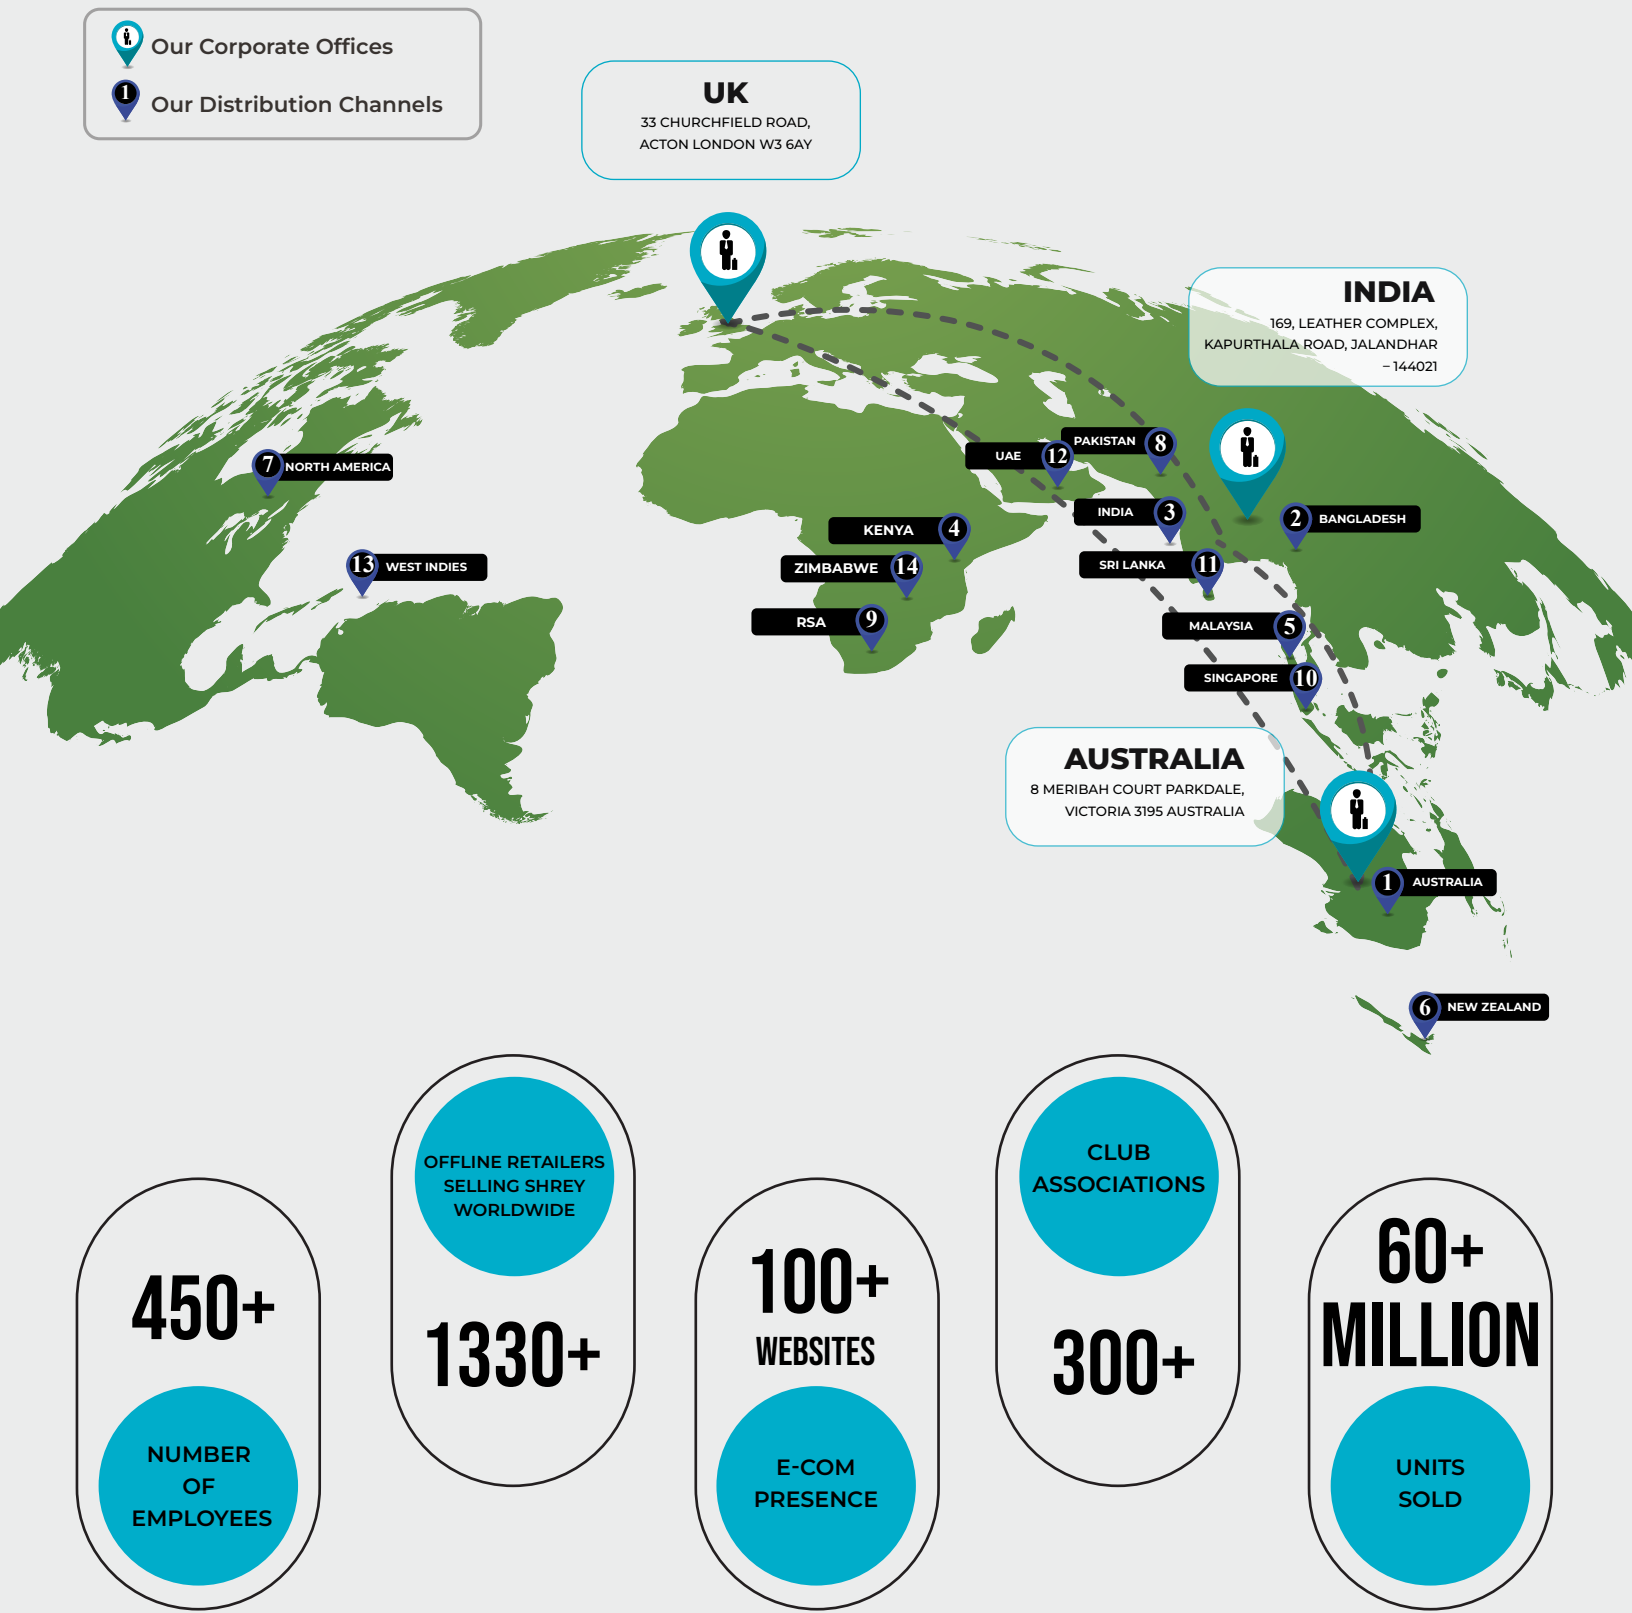 Our Corporate Offices
1
Our Distribution Channels
UK
33 CHURCHFIELD ROAD,
ACTON LONDON W3 6AY
INDIA
169, LEATHER COMPLEX,
KAPURTHALA ROAD, JALANDHAR
– 144021
PAKISTAN 8
UAE 12
7 NORTH AMERICA
INDIA 3
2 BANGLADESH
KENYA 4
13 WEST INDIES
ZIMBABWE 14
SRI LANKA 11
RSA 9
MALAYSIA 5
SINGAPORE 10
AUSTRALIA
8 MERIBAH COURT PARKDALE,
VICTORIA 3195 AUSTRALIA
1 AUSTRALIA
6 NEW ZEALAND
450+
NUMBER
OF
EMPLOYEES
OFFLINE RETAILERS
SELLING SHREY
WORLDWIDE
1330+
100+
WEBSITES
E-COM
PRESENCE
CLUB
ASSOCIATIONS
300+
60+
MILLION
UNITS
SOLD